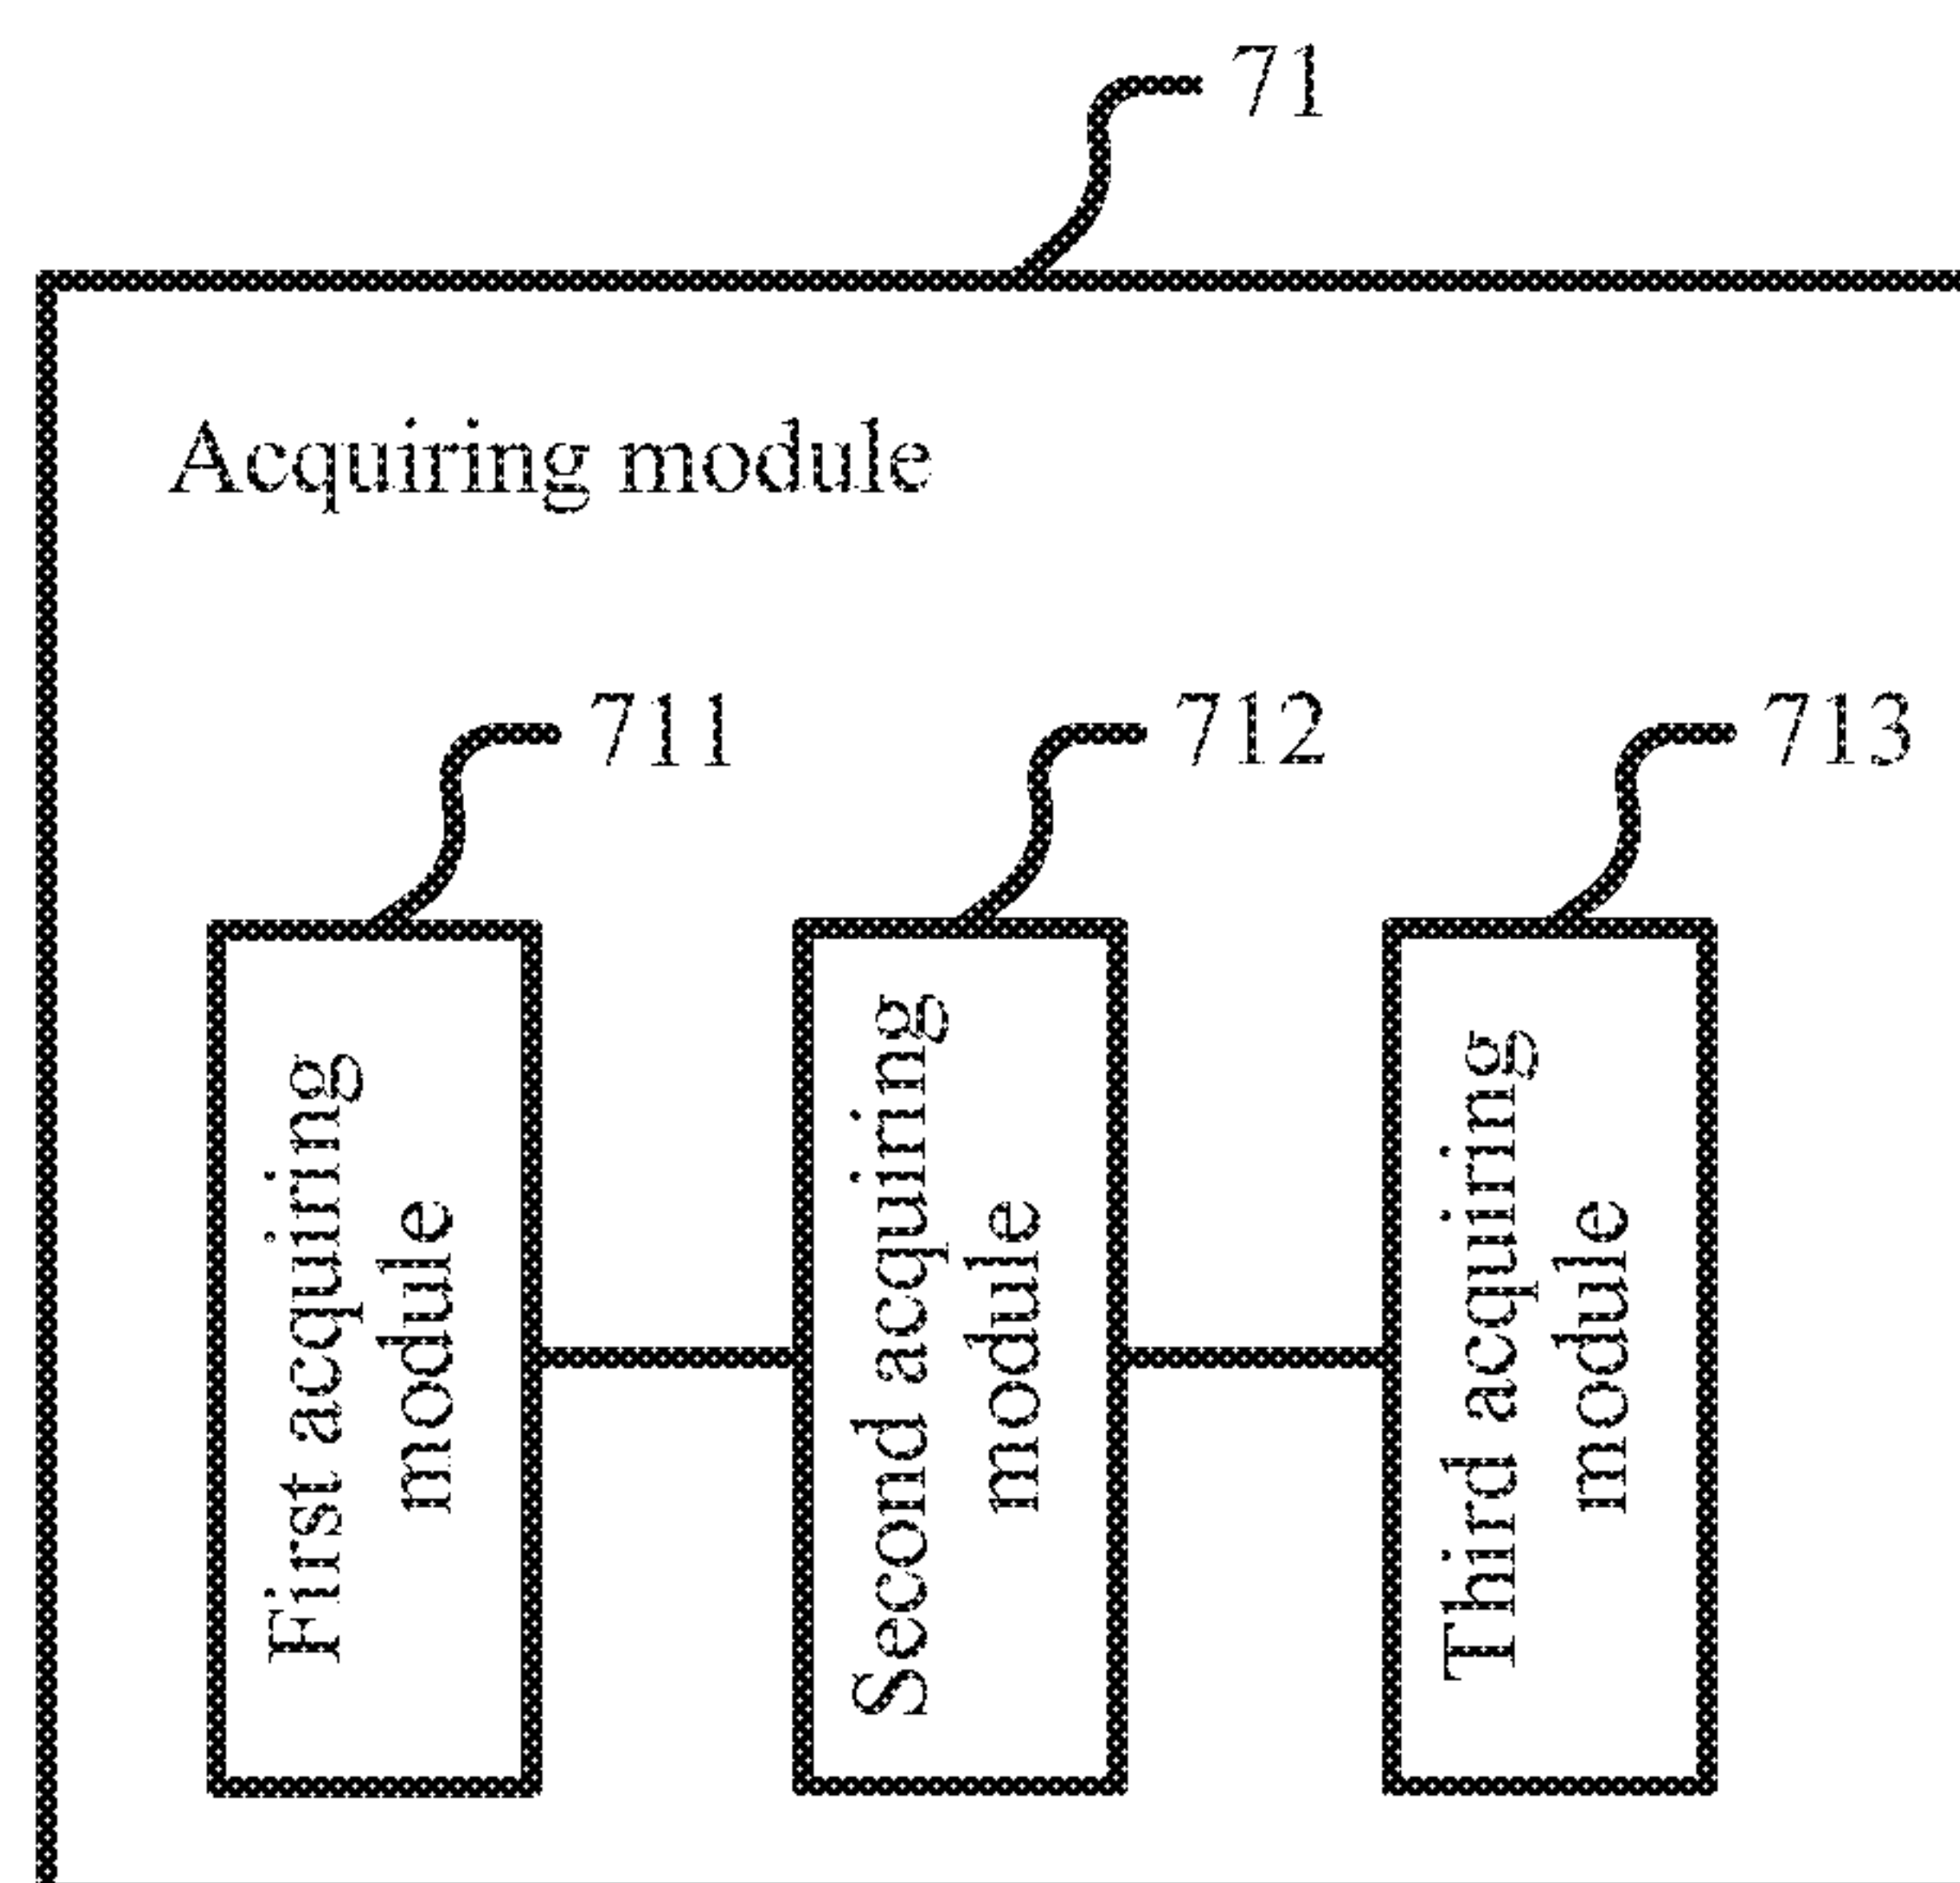 71
Acquiring module
711
712
713
First acquiring
module
Second acquiring
module
Third acquiring
module